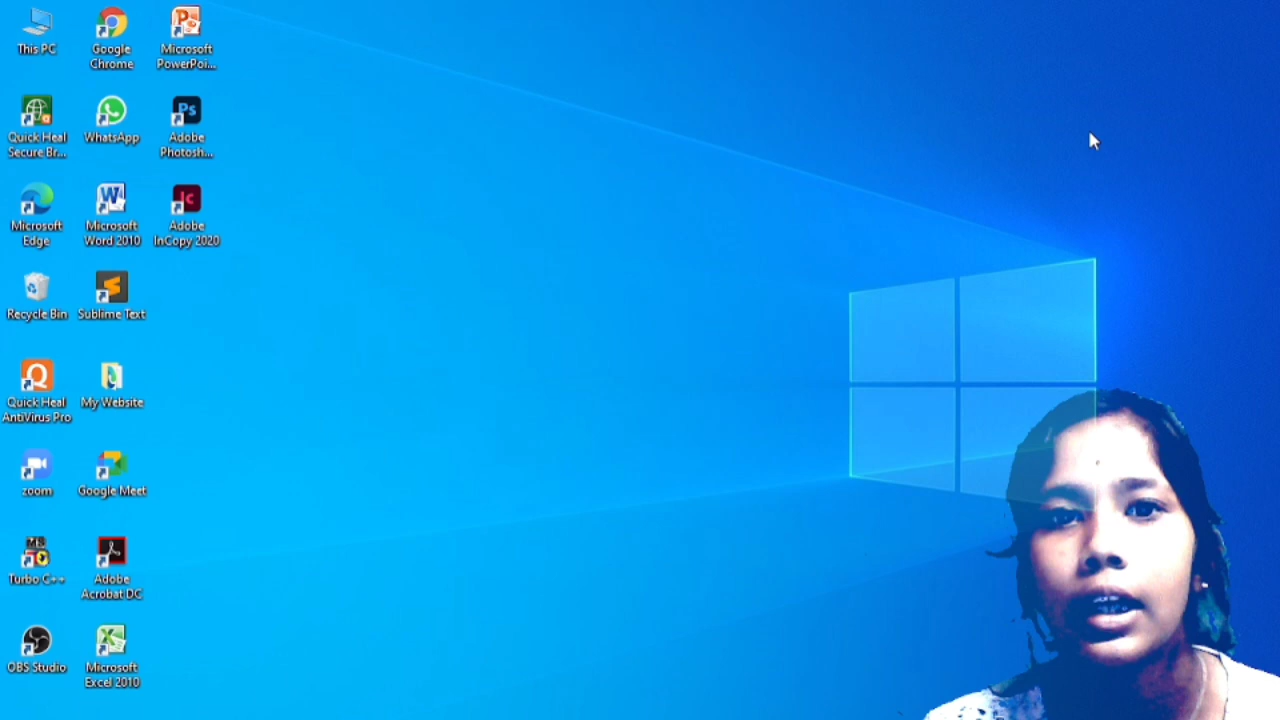 This PC
Google
Chrome
Microsoft
PowerPoi...
Quick Heal
Secure Br...
WhatsApp
Adobe
Photosh...
Microsoft
Edge
Microsoft
Word 2010
Adobe
InCopy 2020
Recycle Bin
Sublime Text
Quick Heal
AntiVirus Pro
My Website
zoom
Google Meet
Turbo C++
Adobe
Acrobat DC
OBS Studio
Microsoft
Excel 2010